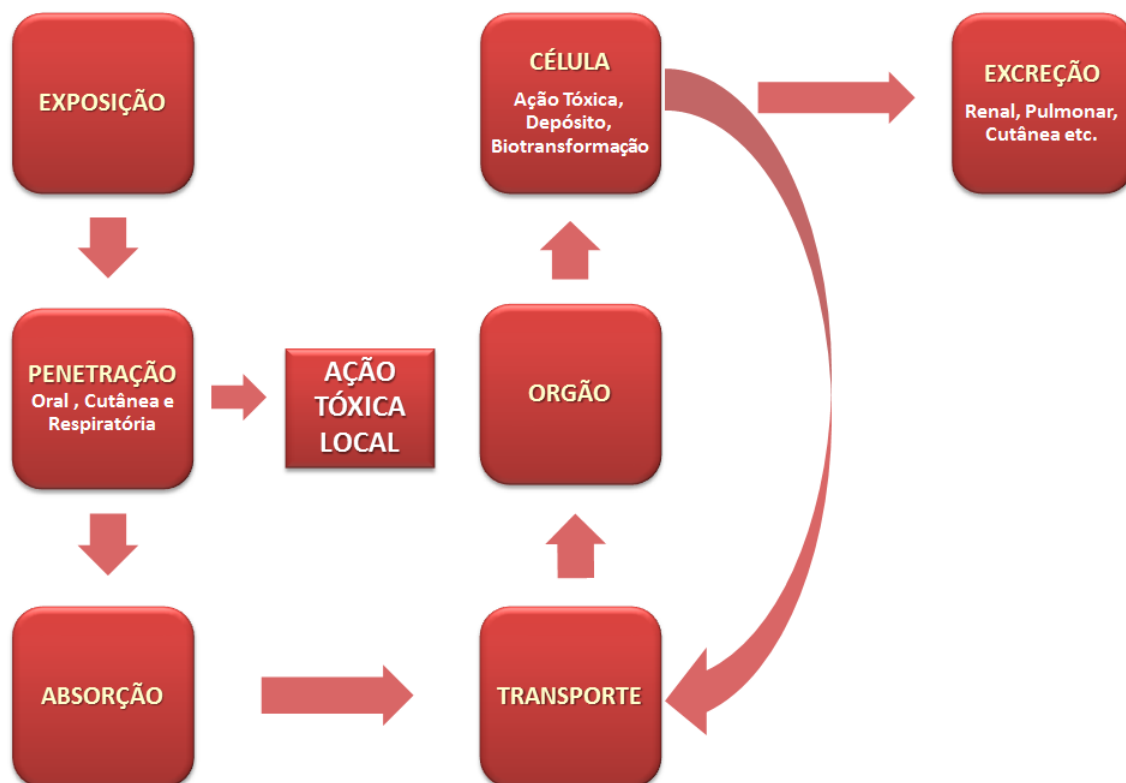 EXPOSIÇÃO
PENETRAÇÃO
Oral , Cutânea e
Respiratória
AÇÃO
TÓXICA
LOCAL
ABSORÇÃO
TRANSPORTE
ORGÃO
CÉLULA
Ação Tóxica,
Depósito,
Biotransformação
EXCREÇÃO
Renal, Pulmonar,
Cutânea etc.